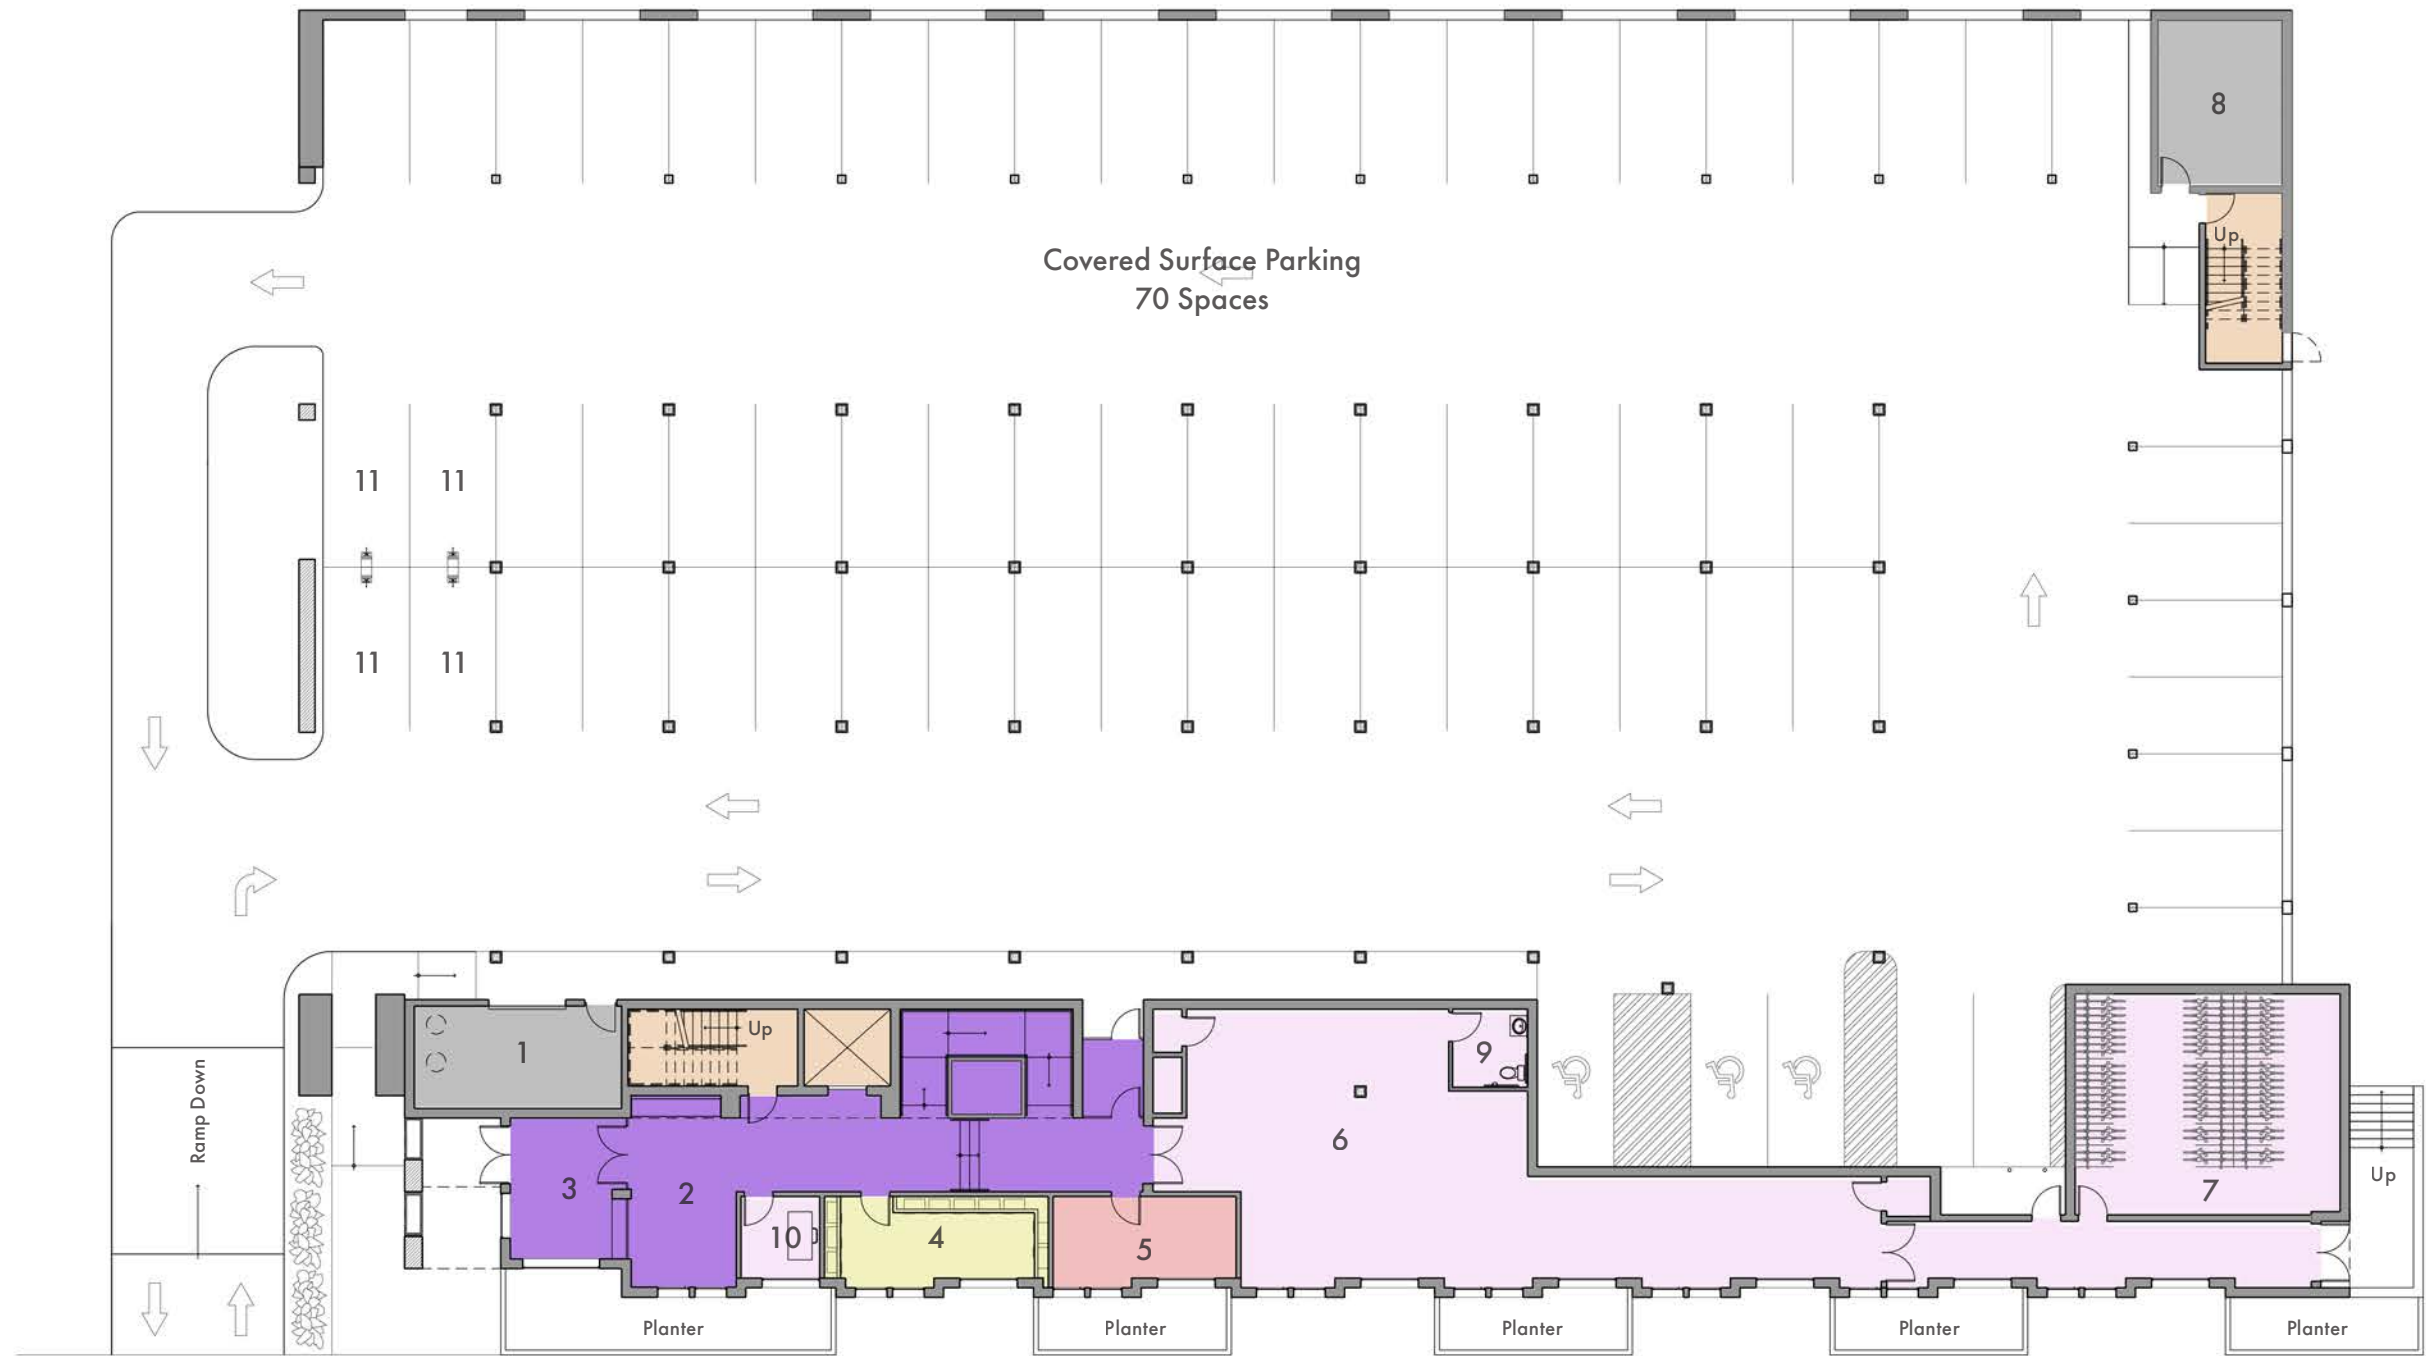 8
Up
Covered Surface Parking
70 Spaces
11 11
11 11
1
Up
9
Ramp Down
6
3
2
10
4
5
7
Up
Planter
Planter
Planter
Planter
Planter